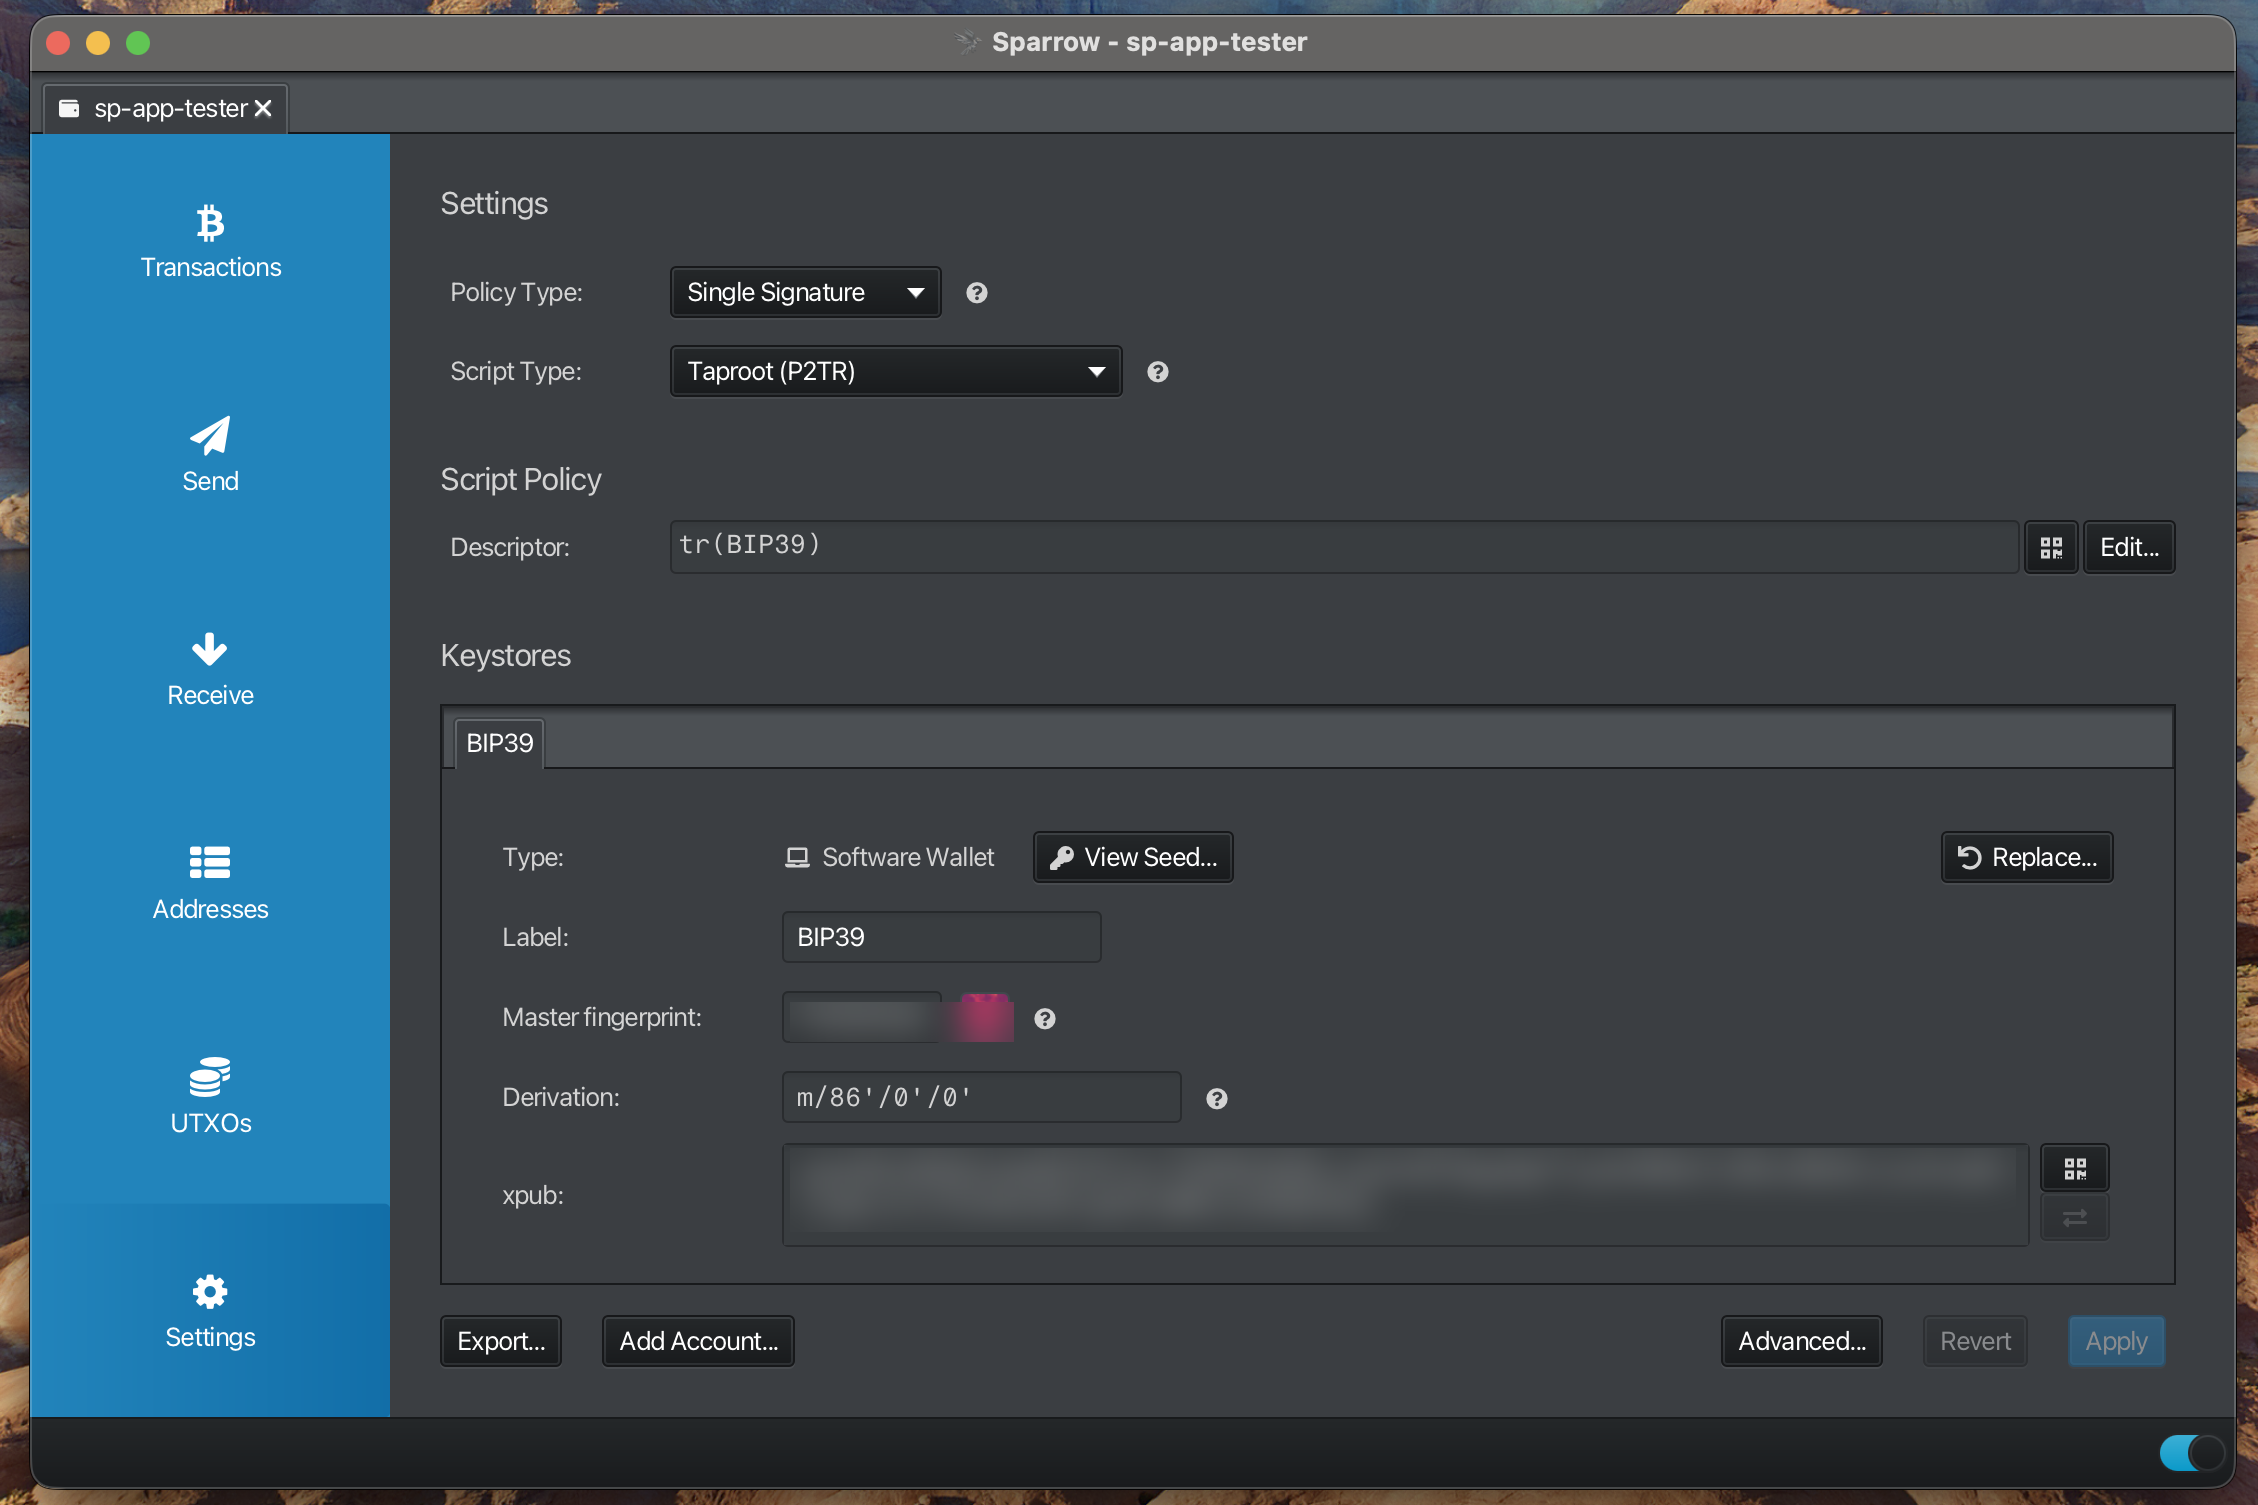 Sparrow - sp-app-tester
sp-app-tester
Transactions
Send
Receive
Addresses
UTXOs
Settings
Settings
Policy Type: Single Signature
Script Type: Taproot (P2TR)
Script Policy
Descriptor: tr(BIP39) Edit...
Keystores
BIP39
Type: Software Wallet View Seed... Replace...
Label: BIP39
Master fingerprint:
Derivation: m/86'/0'/0'
xpub:
Export... Add Account... Advanced... Revert Apply